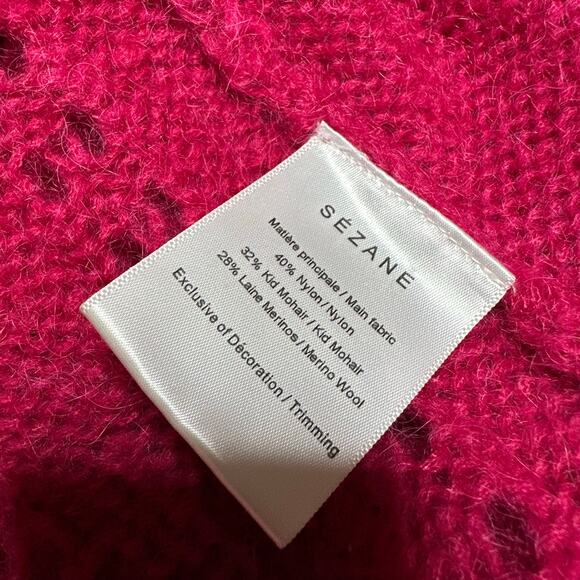 SÉZANE
Matière principale / Main fabric
40% Nylon / Nylon
32% Kid Mohair / Kid Mohair
28% Laine Merinos / Merino Wool
Exclusive of Décoration / Trimming